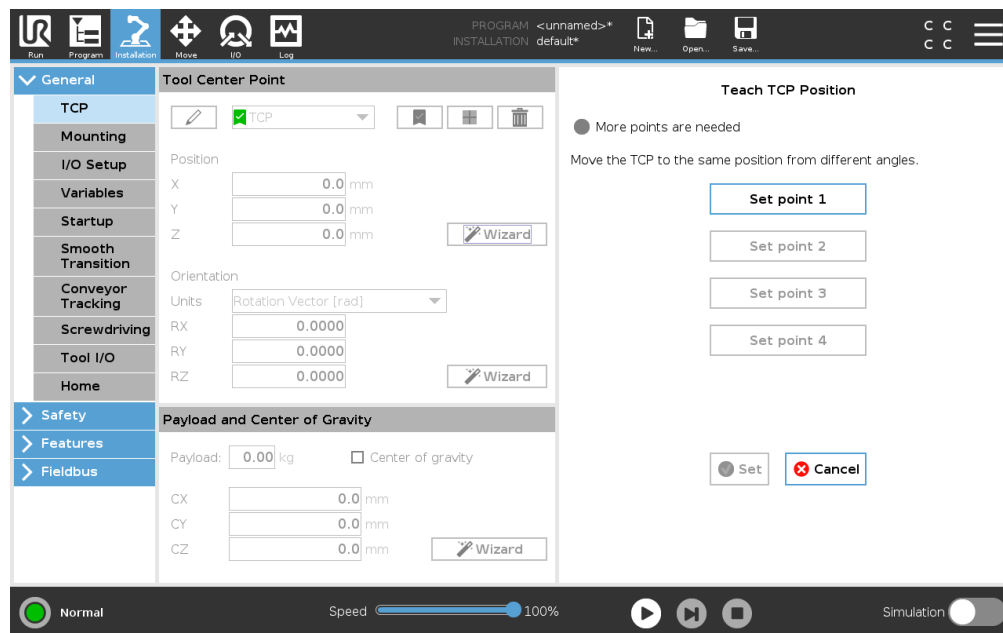 PROGRAM <unnamed>*
INSTALLATION default*
Run Program Installation Move I/O Log New... Open... Save...
C C
C C
General
TCP
Mounting
I/O Setup
Variables
Startup
Smooth
Transition
Conveyor
Tracking
Screwdriving
Tool I/O
Home
Safety
Features
Fieldbus
Tool Center Point
TCP
Position
X 0.0 mm
Y 0.0 mm
Z 0.0 mm Wizard
Orientation
Units Rotation Vector [rad]
RX 0.0000
RY 0.0000
RZ 0.0000 Wizard
Payload and Center of Gravity
Payload: 0.00 kg Center of gravity
CX 0.0 mm
CY 0.0 mm
CZ 0.0 mm Wizard
Teach TCP Position
More points are needed
Move the TCP to the same position from different angles.
Set point 1
Set point 2
Set point 3
Set point 4
Set Cancel
Normal Speed 100% Simulation